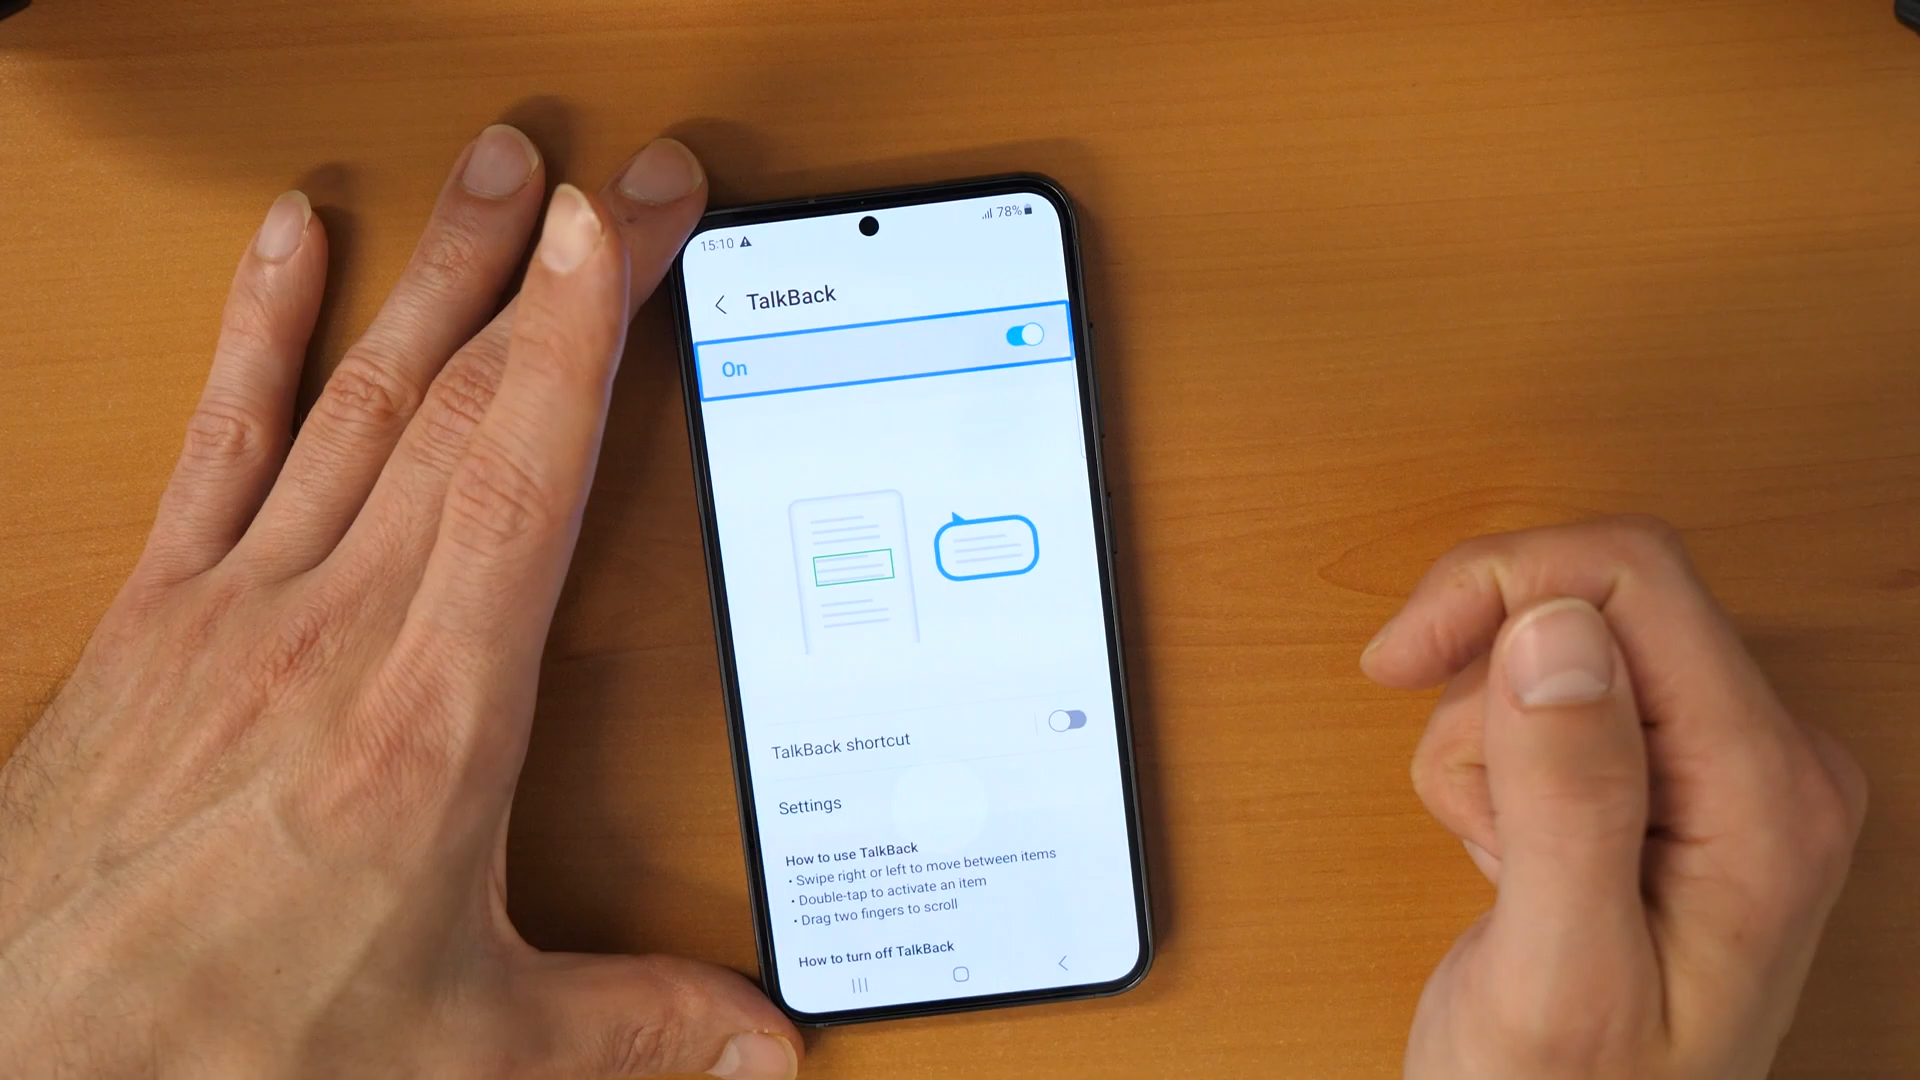 15:10
78%
TalkBack
On
TalkBack shortcut
Settings
How to use TalkBack
• Swipe right or left to move between items
• Double-tap to activate an item
• Drag two fingers to scroll
How to turn off TalkBack